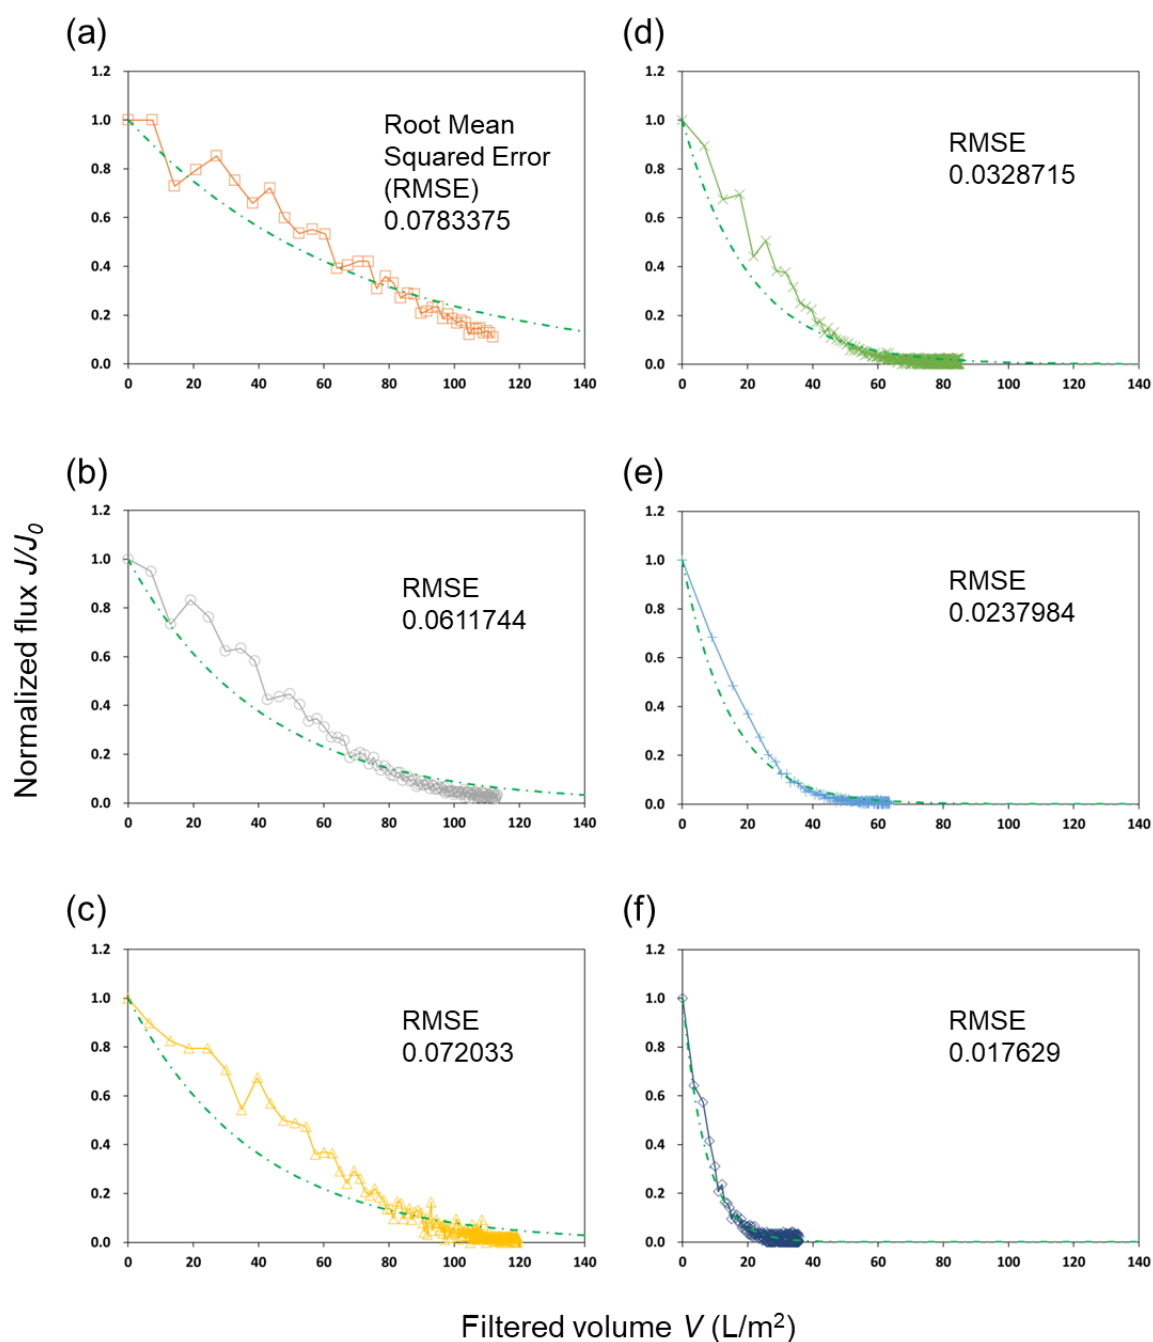 (a)
1.2
1.0
0.8
0.6
0.4
0.2
0.0
0 20 40 60 80 100 120 140
Root Mean
Squared Error
(RMSE)
0.0783375
(d)
1.2
1.0
0.8
0.6
0.4
0.2
0.0
0 20 40 60 80 100 120 140
RMSE
0.0328715
(b)
1.2
1.0
0.8
0.6
0.4
0.2
0.0
0 20 40 60 80 100 120 140
RMSE
0.0611744
(e)
1.2
1.0
0.8
0.6
0.4
0.2
0.0
0 20 40 60 80 100 120 140
RMSE
0.0237984
(c)
1.2
1.0
0.8
0.6
0.4
0.2
0.0
0 20 40 60 80 100 120 140
RMSE
0.072033
(f)
1.2
1.0
0.8
0.6
0.4
0.2
0.0
0 20 40 60 80 100 120 140
RMSE
0.017629
Normalized flux J/J₀
Filtered volume V (L/m²)